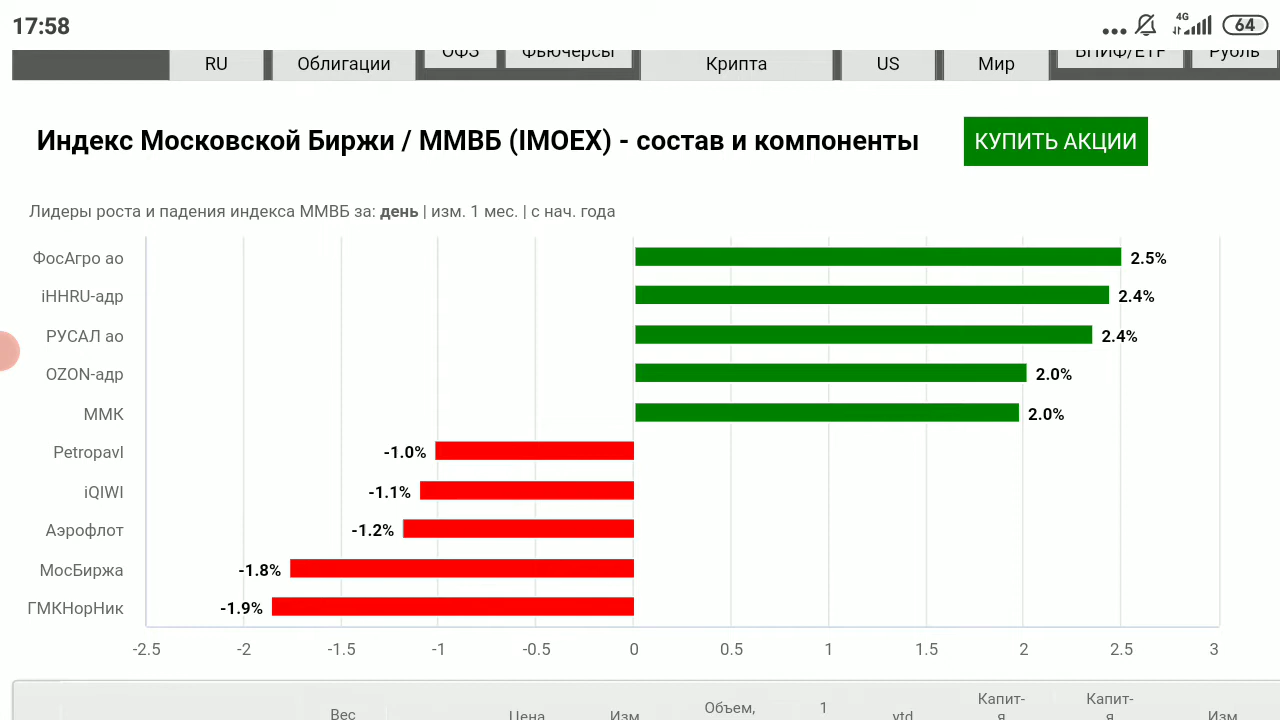 17:58
4G
64
RU
Облигации
ОФЗ
Фьючерсы
Крипта
US
Мир
БПИФ/ETF
Рубль
Индекс Московской Биржи / ММВБ (IMOEX) - состав и компоненты
КУПИТЬ АКЦИИ
Лидеры роста и падения индекса ММВБ за: день | изм. 1 мес. | с нач. года
ФосАгро ао 2.5%
iHHRU-адр 2.4%
РУСАЛ ао 2.4%
OZON-адр 2.0%
ММК 2.0%
Petropavl -1.0%
iQIWI -1.1%
Аэрофлот -1.2%
МосБиржа -1.8%
ГМКНорНик -1.9%
-2.5 -2 -1.5 -1 -0.5 0 0.5 1 1.5 2 2.5 3
Капит- Капит-
Вес Объем, 1 я я
Цена Изм ytd Изм